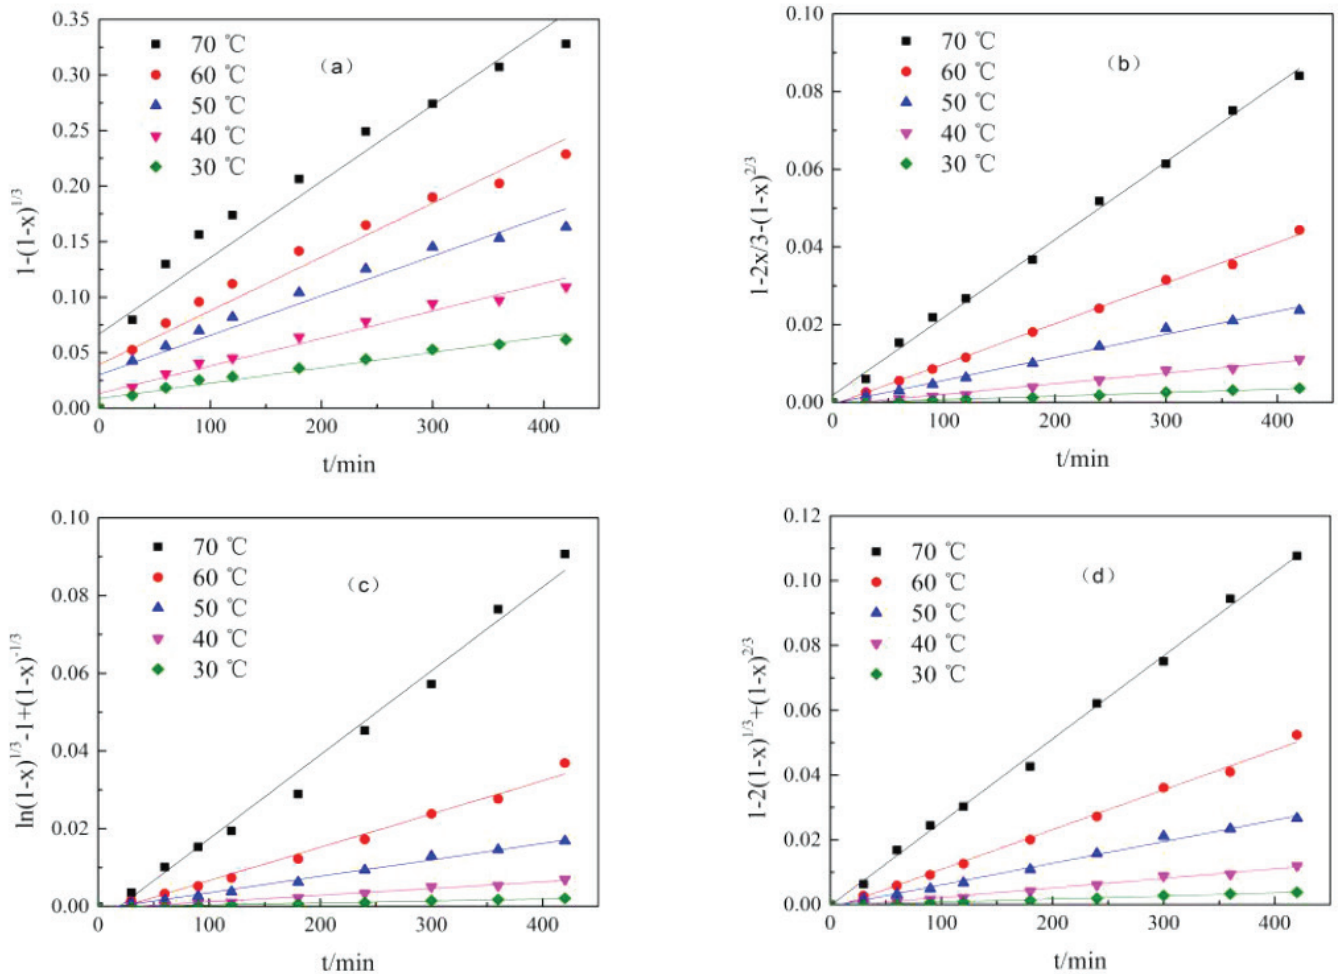 0.35
0.30
0.25
0.20
0.15
0.10
0.05
0.00
1-(1-x)^1/3
70 ℃
60 ℃
50 ℃
40 ℃
30 ℃
(a)
0 100 200 300 400
t/min
0.10
0.08
0.06
0.04
0.02
0.00
1-2x/3-(1-x)^2/3
70 ℃
60 ℃
50 ℃
40 ℃
30 ℃
(b)
0 100 200 300 400
t/min
0.10
0.08
0.06
0.04
0.02
0.00
ln(1-x)^1/3-1+(1-x)^-1/3
70 ℃
60 ℃
50 ℃
40 ℃
30 ℃
(c)
0 100 200 300 400
t/min
0.12
0.10
0.08
0.06
0.04
0.02
0.00
1-2(1-x)^1/3+(1-x)^2/3
70 ℃
60 ℃
50 ℃
40 ℃
30 ℃
(d)
0 100 200 300 400
t/min